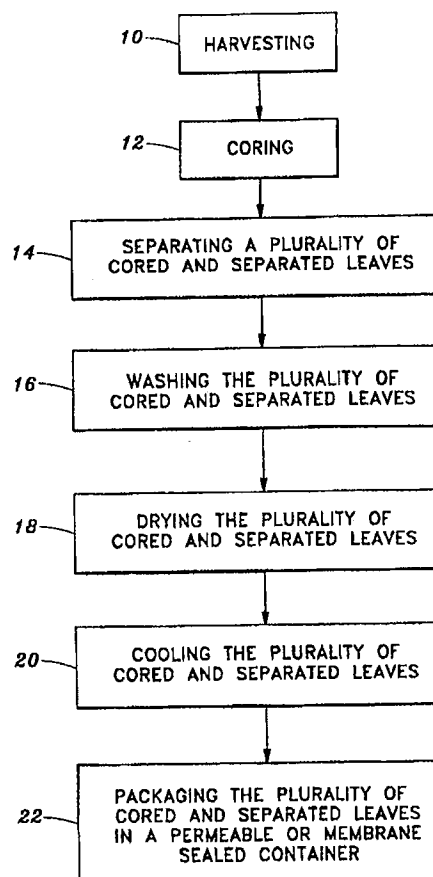 10
HARVESTING
12
CORING
14
SEPARATING A PLURALITY OF
CORED AND SEPARATED LEAVES
16
WASHING THE PLURALITY OF
CORED AND SEPARATED LEAVES
18
DRYING THE PLURALITY OF
CORED AND SEPARATED LEAVES
20
COOLING THE PLURALITY OF
CORED AND SEPARATED LEAVES
22
PACKAGING THE PLURALITY OF
CORED AND SEPARATED LEAVES
IN A PERMEABLE OR MEMBRANE
SEALED CONTAINER